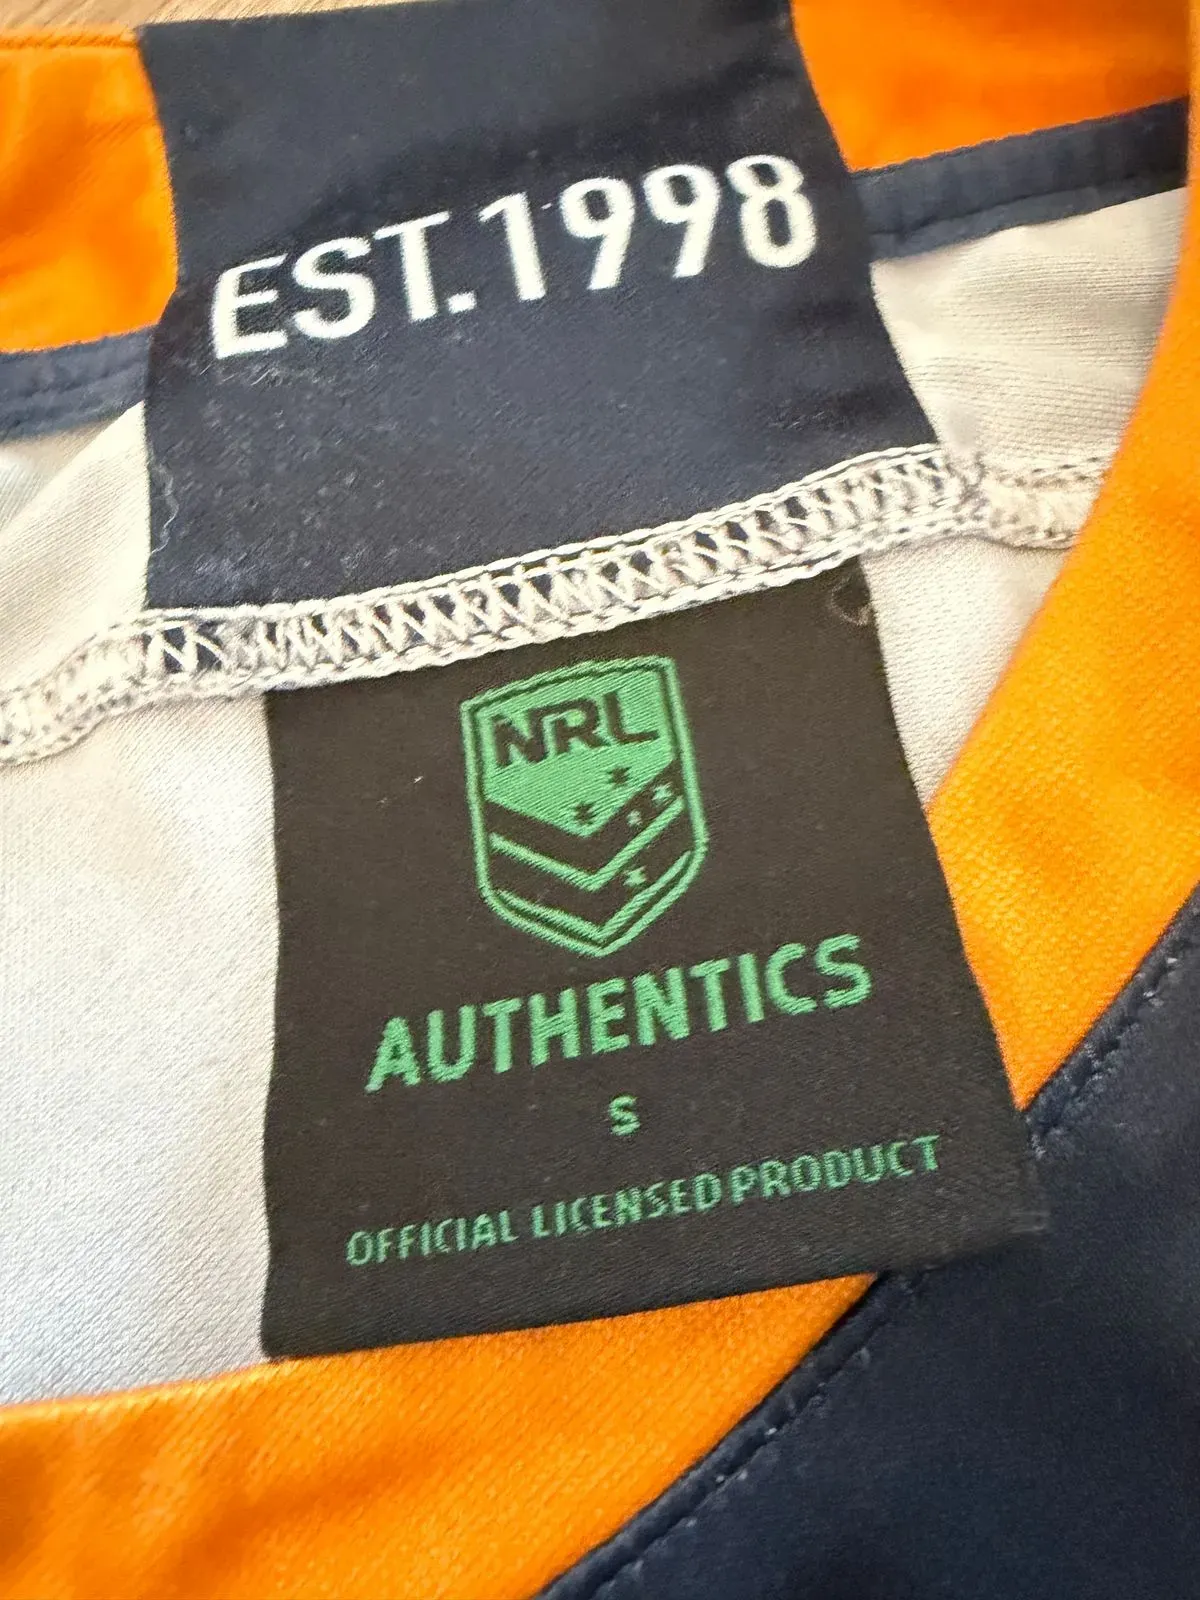 EST.1998
NRL
AUTHENTICS
S
OFFICIAL LICENSED PRODUCT